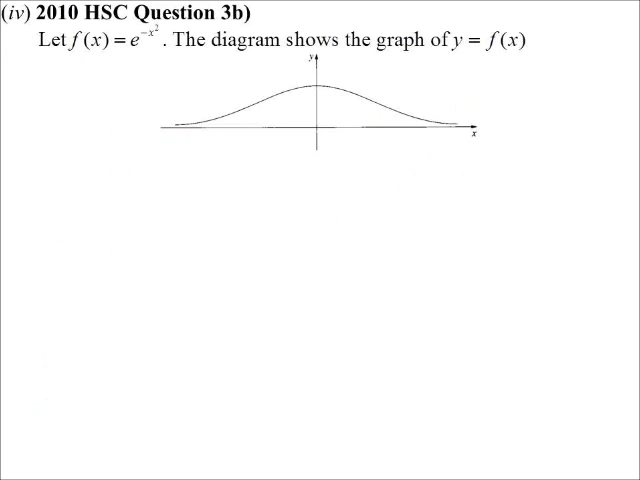 (iv) 2010 HSC Question 3b)
Let f (x) = e^{-x^2}. The diagram shows the graph of y = f (x)
y
x